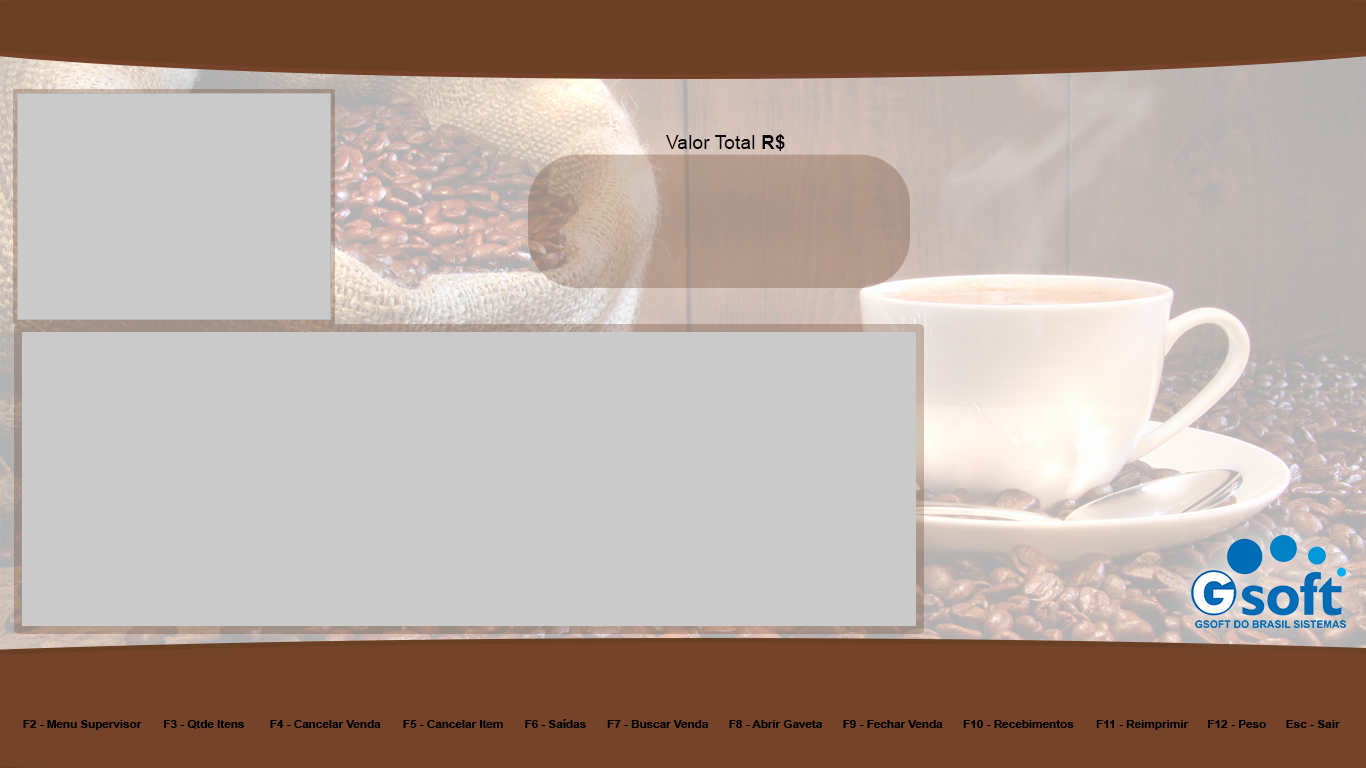 Valor Total R$
Gsoft
GSOFT DO BRASIL SISTEMAS
F2 - Menu Supervisor F3 - Qtde Itens F4 - Cancelar Venda F5 - Cancelar Item F6 - Saídas F7 - Buscar Venda F8 - Abrir Gaveta F9 - Fechar Venda F10 - Recebimentos F11 - Reimprimir F12 - Peso Esc - Sair